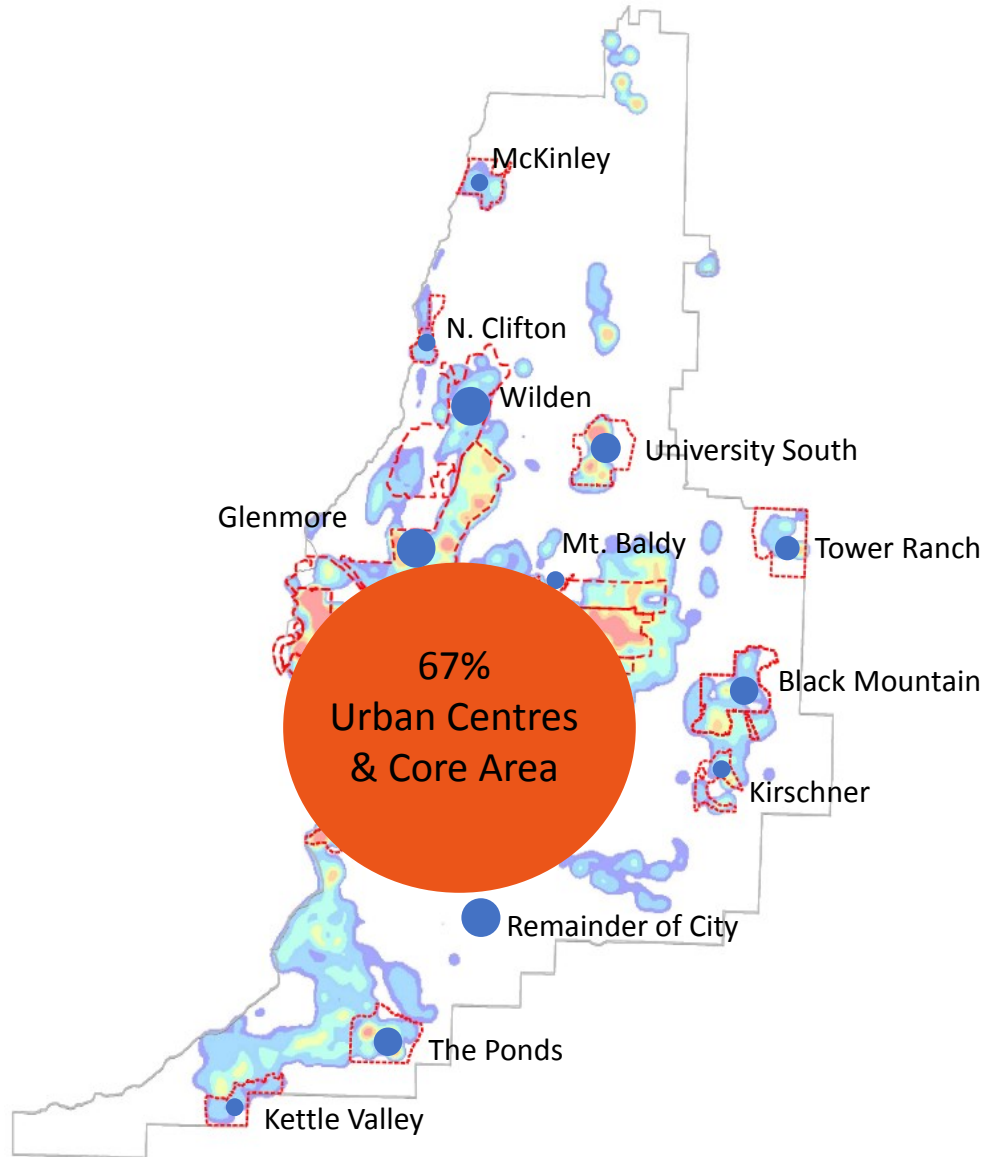 McKinley
N. Clifton
Wilden
University South
Glenmore
Mt. Baldy
Tower Ranch
67%
Urban Centres
& Core Area
Black Mountain
Kirschner
Remainder of City
The Ponds
Kettle Valley